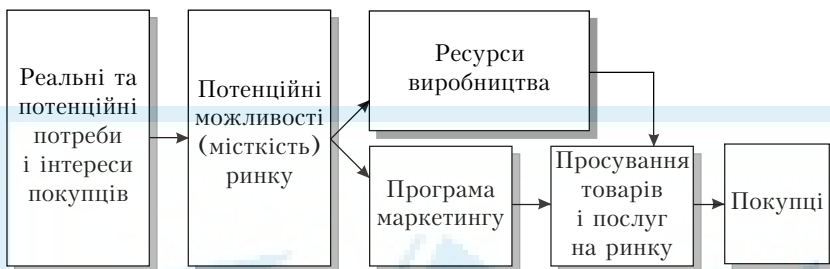 Реальні та
потенційні
потреби
і інтереси
покупців
Потенційні
можливості
(місткість)
ринку
Ресурси
виробництва
Програма
маркетингу
Просування
товарів
і послуг
на ринку
Покупці